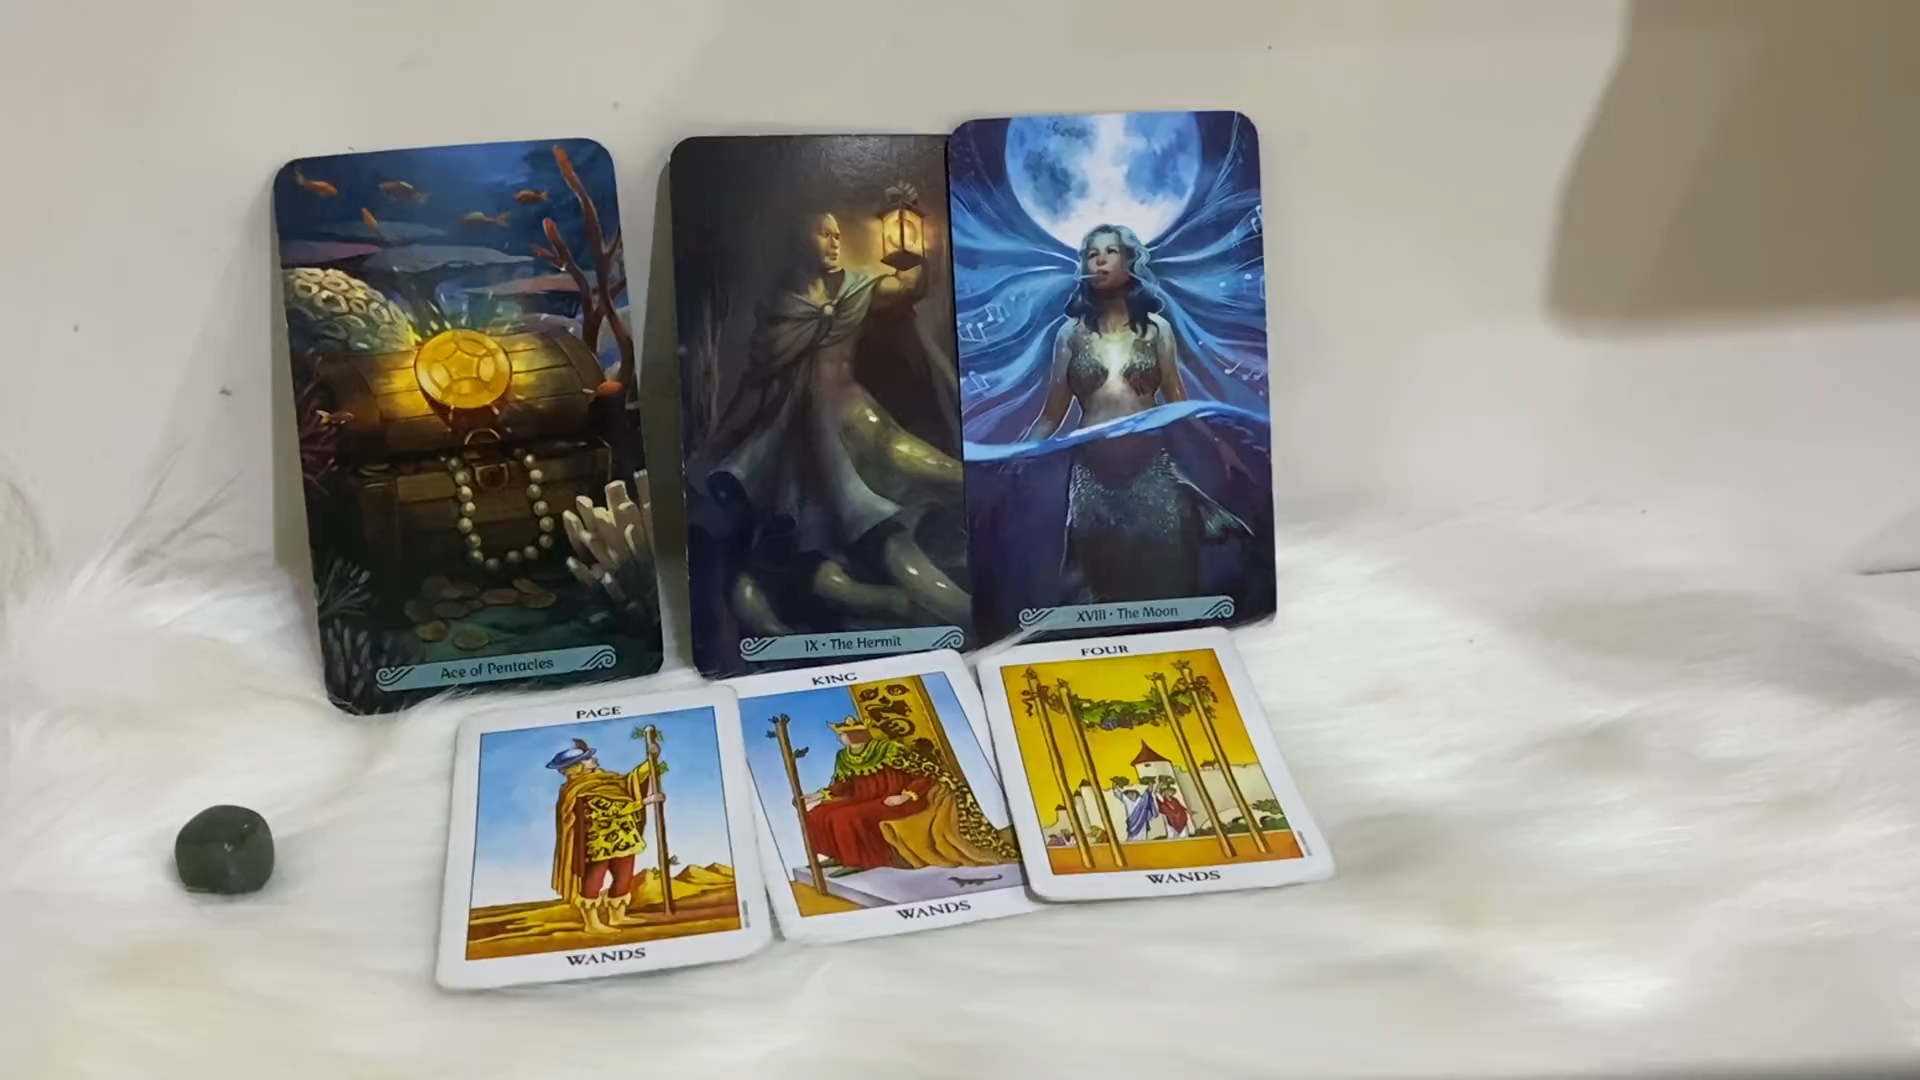 Ace of Pentacles
IX • The Hermit
XVIII • The Moon
PAGE
WANDS
KING
WANDS
FOUR
WANDS